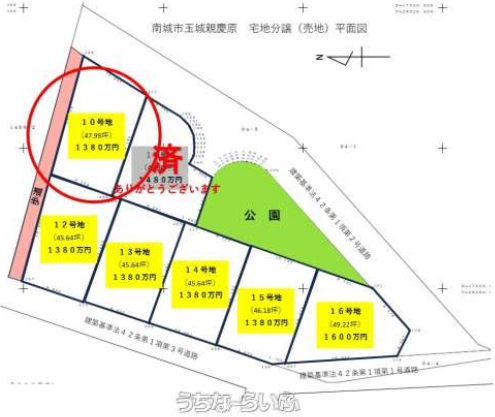 南城市玉城親慶原 宅地分譲（売地）平面図
N
10号地
（47.99坪）
1380万円
済
480万円
ありがとうございます
歩道
公園
建築基準法42条第1項第2号道路
12号地
（45.64坪）
1380万円
13号地
（45.64坪）
1380万円
14号地
（45.64坪）
1380万円
15号地
（46.18坪）
1380万円
16号地
（49.22坪）
1600万円
建築基準法42条第1項第3号道路
建築基準法42条第1項第1号道路
うちなーらいふ